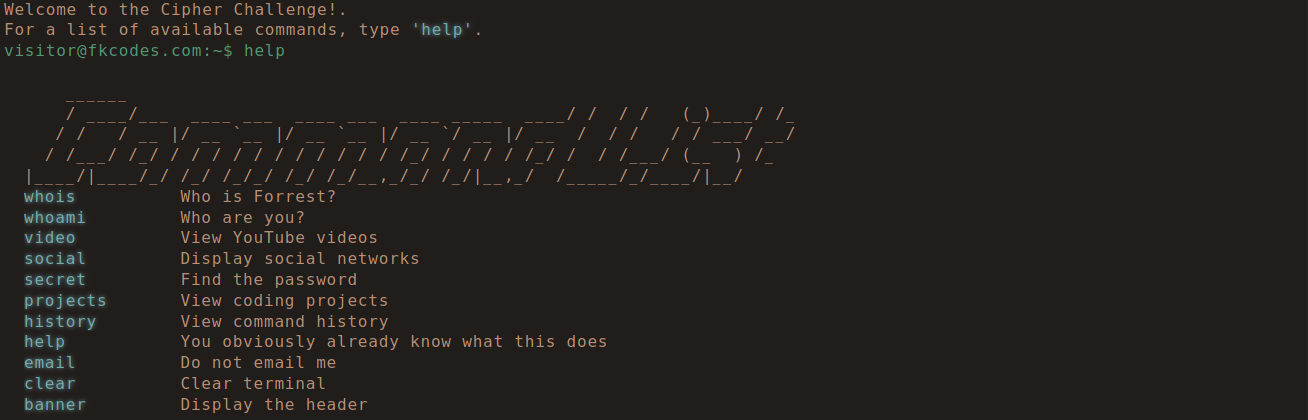 Welcome to the Cipher Challenge!.
For a list of available commands, type 'help'.
visitor@fkcodes.com:~$ help
Command List
whois Who is Forrest?
whoami Who are you?
video View YouTube videos
social Display social networks
secret Find the password
projects View coding projects
history View command history
help You obviously already know what this does
email Do not email me
clear Clear terminal
banner Display the header